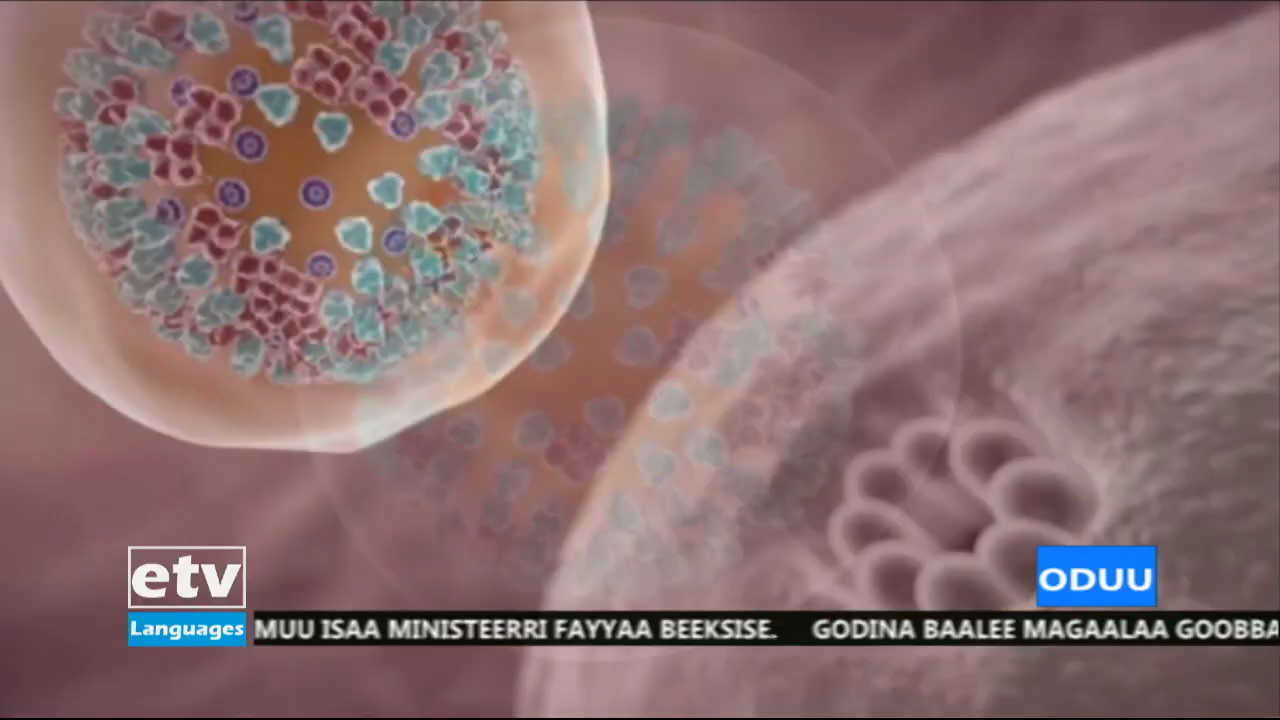 etv
Languages
ODUU
MUU ISAA MINISTEERRI FAYYAA BEEKSISE. GODINA BAALEE MAGAALAA GOOBBA